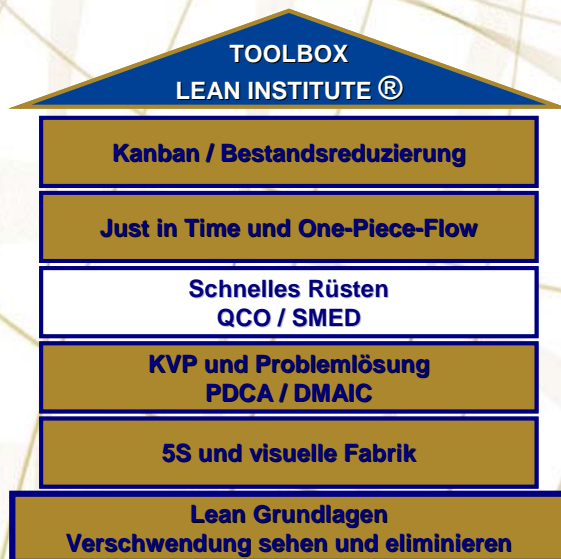 TOOLBOX
LEAN INSTITUTE ®
Kanban / Bestandsreduzierung
Just in Time und One-Piece-Flow
Schnelles Rüsten
QCO / SMED
KVP und Problemlösung
PDCA / DMAIC
5S und visuelle Fabrik
Lean Grundlagen
Verschwendung sehen und eliminieren